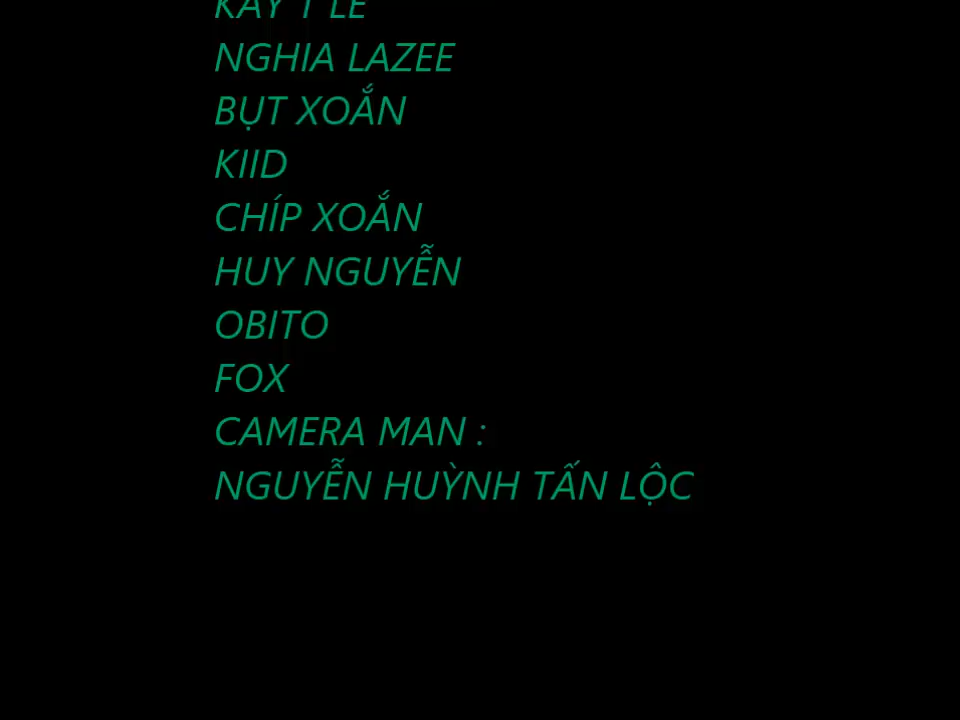 NGHIA LAZEE
BỤT XOẮN
KIID
CHÍP XOẮN
HUY NGUYỄN
OBITO
FOX
CAMERA MAN :
NGUYỄN HUỲNH TẤN LỘC